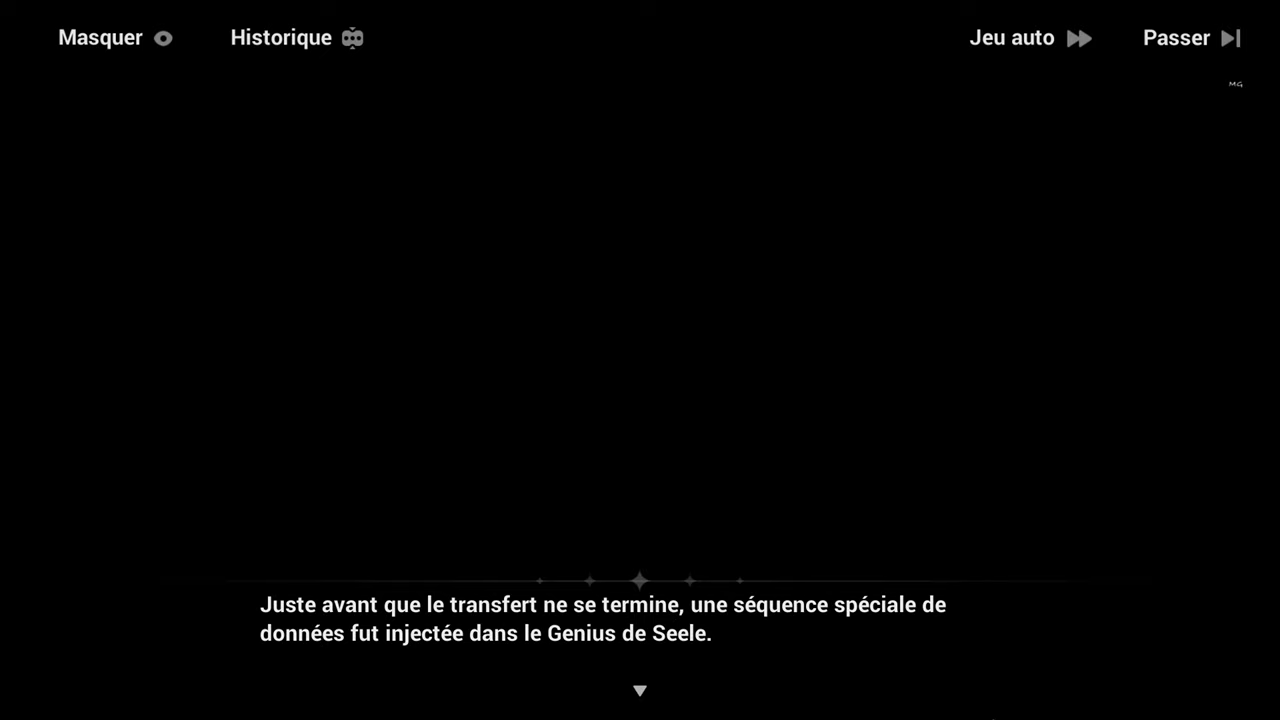 Masquer
Historique
Jeu auto
Passer
MG
Juste avant que le transfert ne se termine, une séquence spéciale de
données fut injectée dans le Genius de Seele.